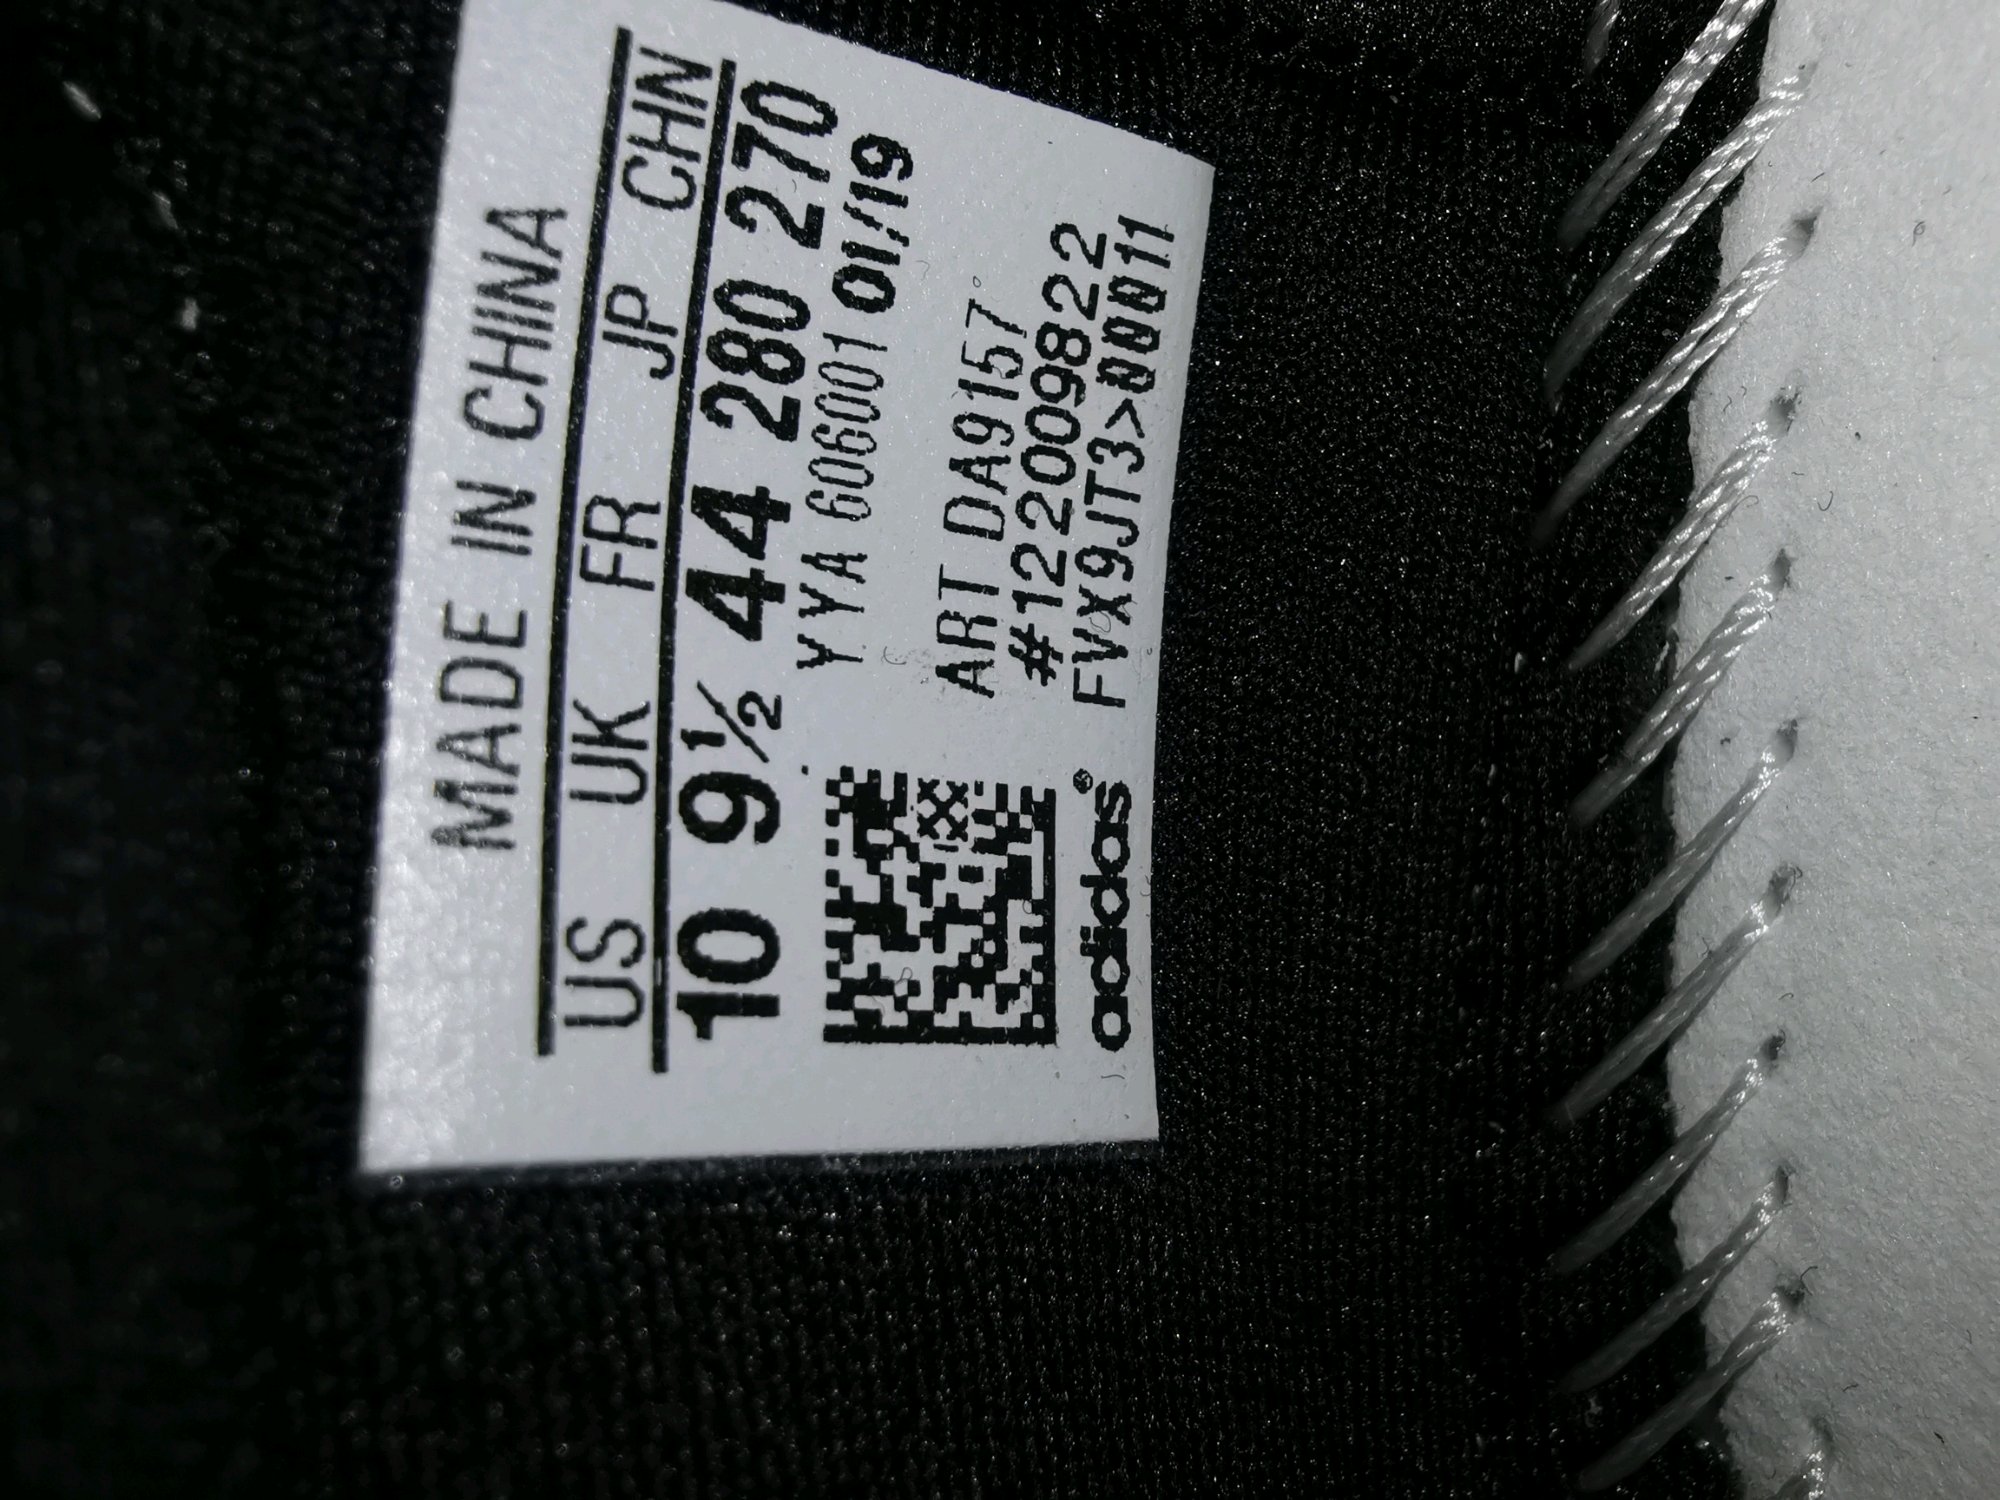 MADE IN CHINA
US UK FR JP CHN
10 9½ 44 280 270
YYA 606001 01/19
ART DA9157
#122009822
FVX9JT3>00011
adidas®